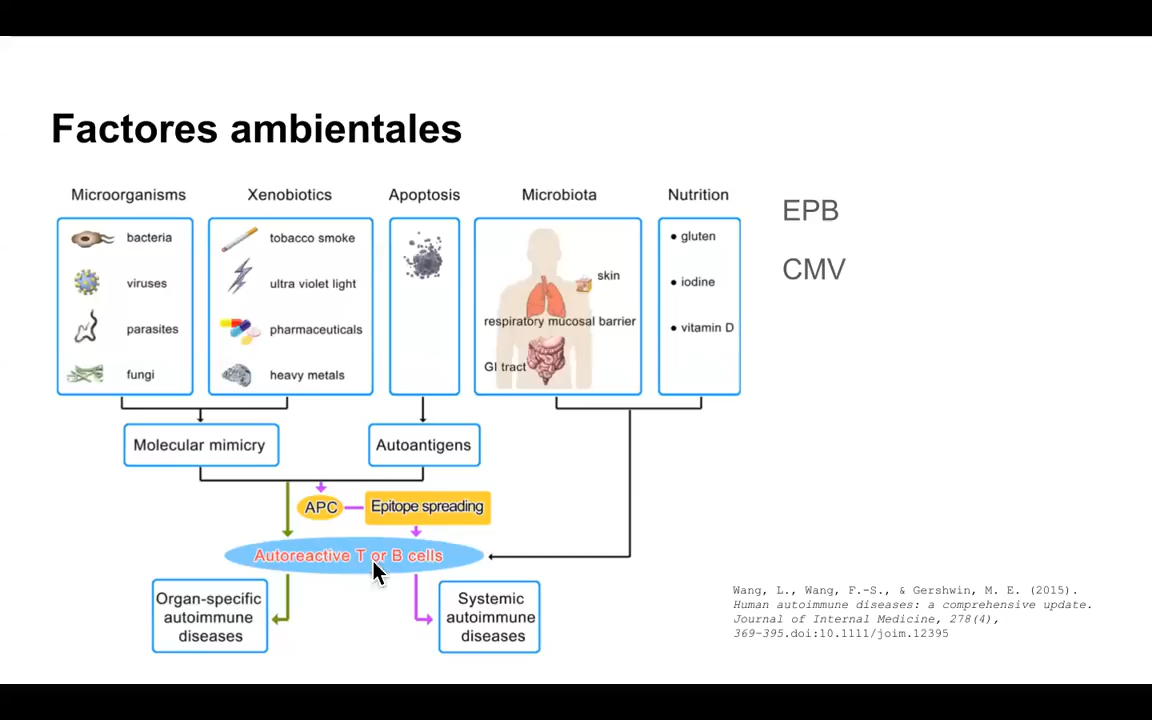 Factores ambientales
Microorganisms
Xenobiotics
Apoptosis
Microbiota
Nutrition
bacteria
viruses
parasites
fungi
tobacco smoke
ultra violet light
pharmaceuticals
heavy metals
skin
respiratory mucosal barrier
GI tract
• gluten
• iodine
• vitamin D
EPB
CMV
Molecular mimicry
Autoantigens
APC
Epitope spreading
Autoreactive T or B cells
Organ-specific
autoimmune
diseases
Systemic
autoimmune
diseases
Wang, L., Wang, F.-S., & Gershwin, M. E. (2015).
Human autoimmune diseases: a comprehensive update.
Journal of Internal Medicine, 278(4),
369-395.doi:10.1111/joim.12395